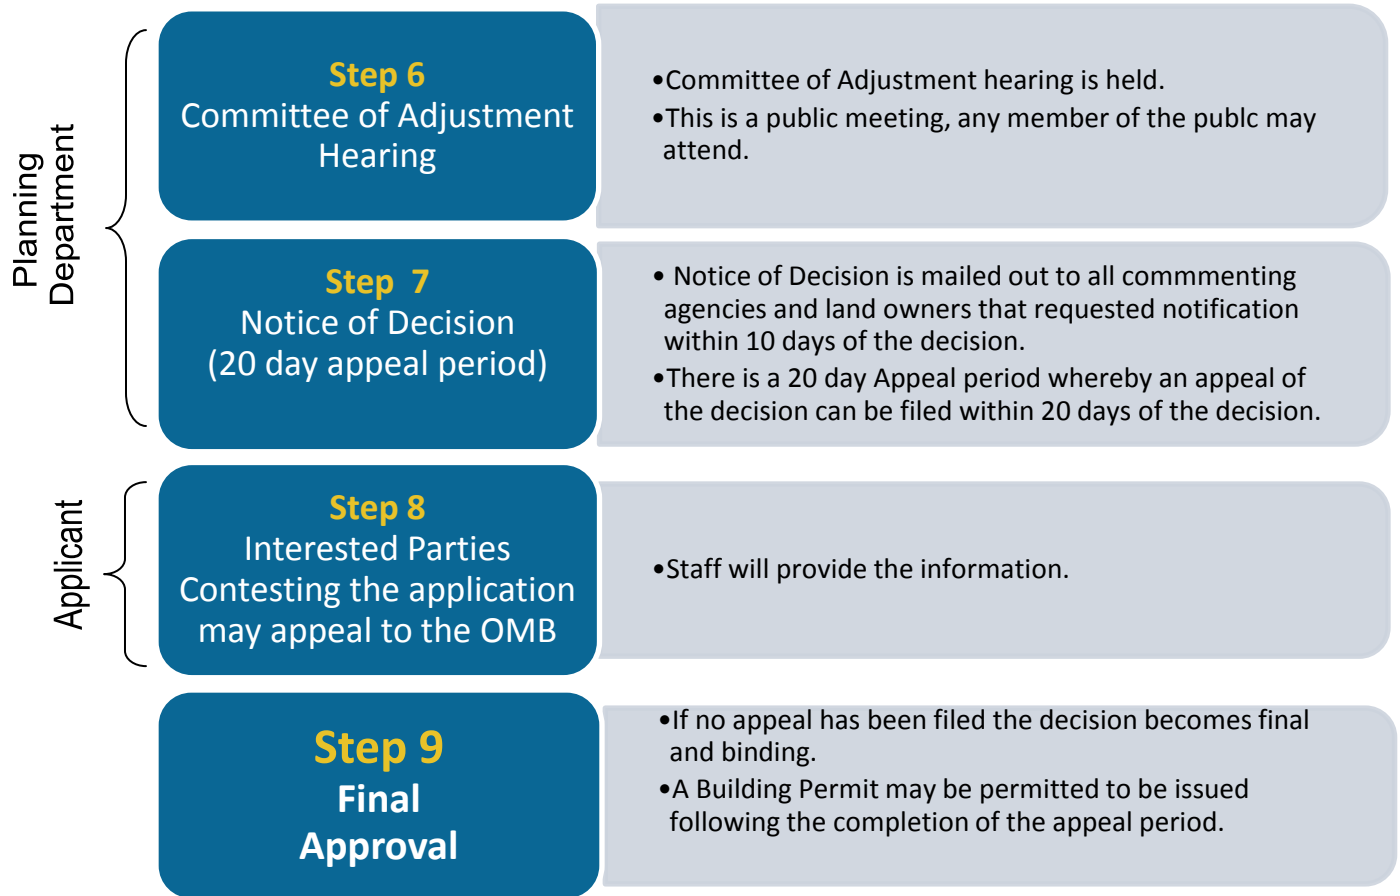 Planning
Department
Step 6
Committee of Adjustment
Hearing
•Committee of Adjustment hearing is held.
•This is a public meeting, any member of the publc may
attend.
Step 7
Notice of Decision
(20 day appeal period)
• Notice of Decision is mailed out to all commmenting
agencies and land owners that requested notification
within 10 days of the decision.
•There is a 20 day Appeal period whereby an appeal of
the decision can be filed within 20 days of the decision.
Applicant
Step 8
Interested Parties
Contesting the application
may appeal to the OMB
•Staff will provide the information.
Step 9
Final
Approval
•If no appeal has been filed the decision becomes final
and binding.
•A Building Permit may be permitted to be issued
following the completion of the appeal period.